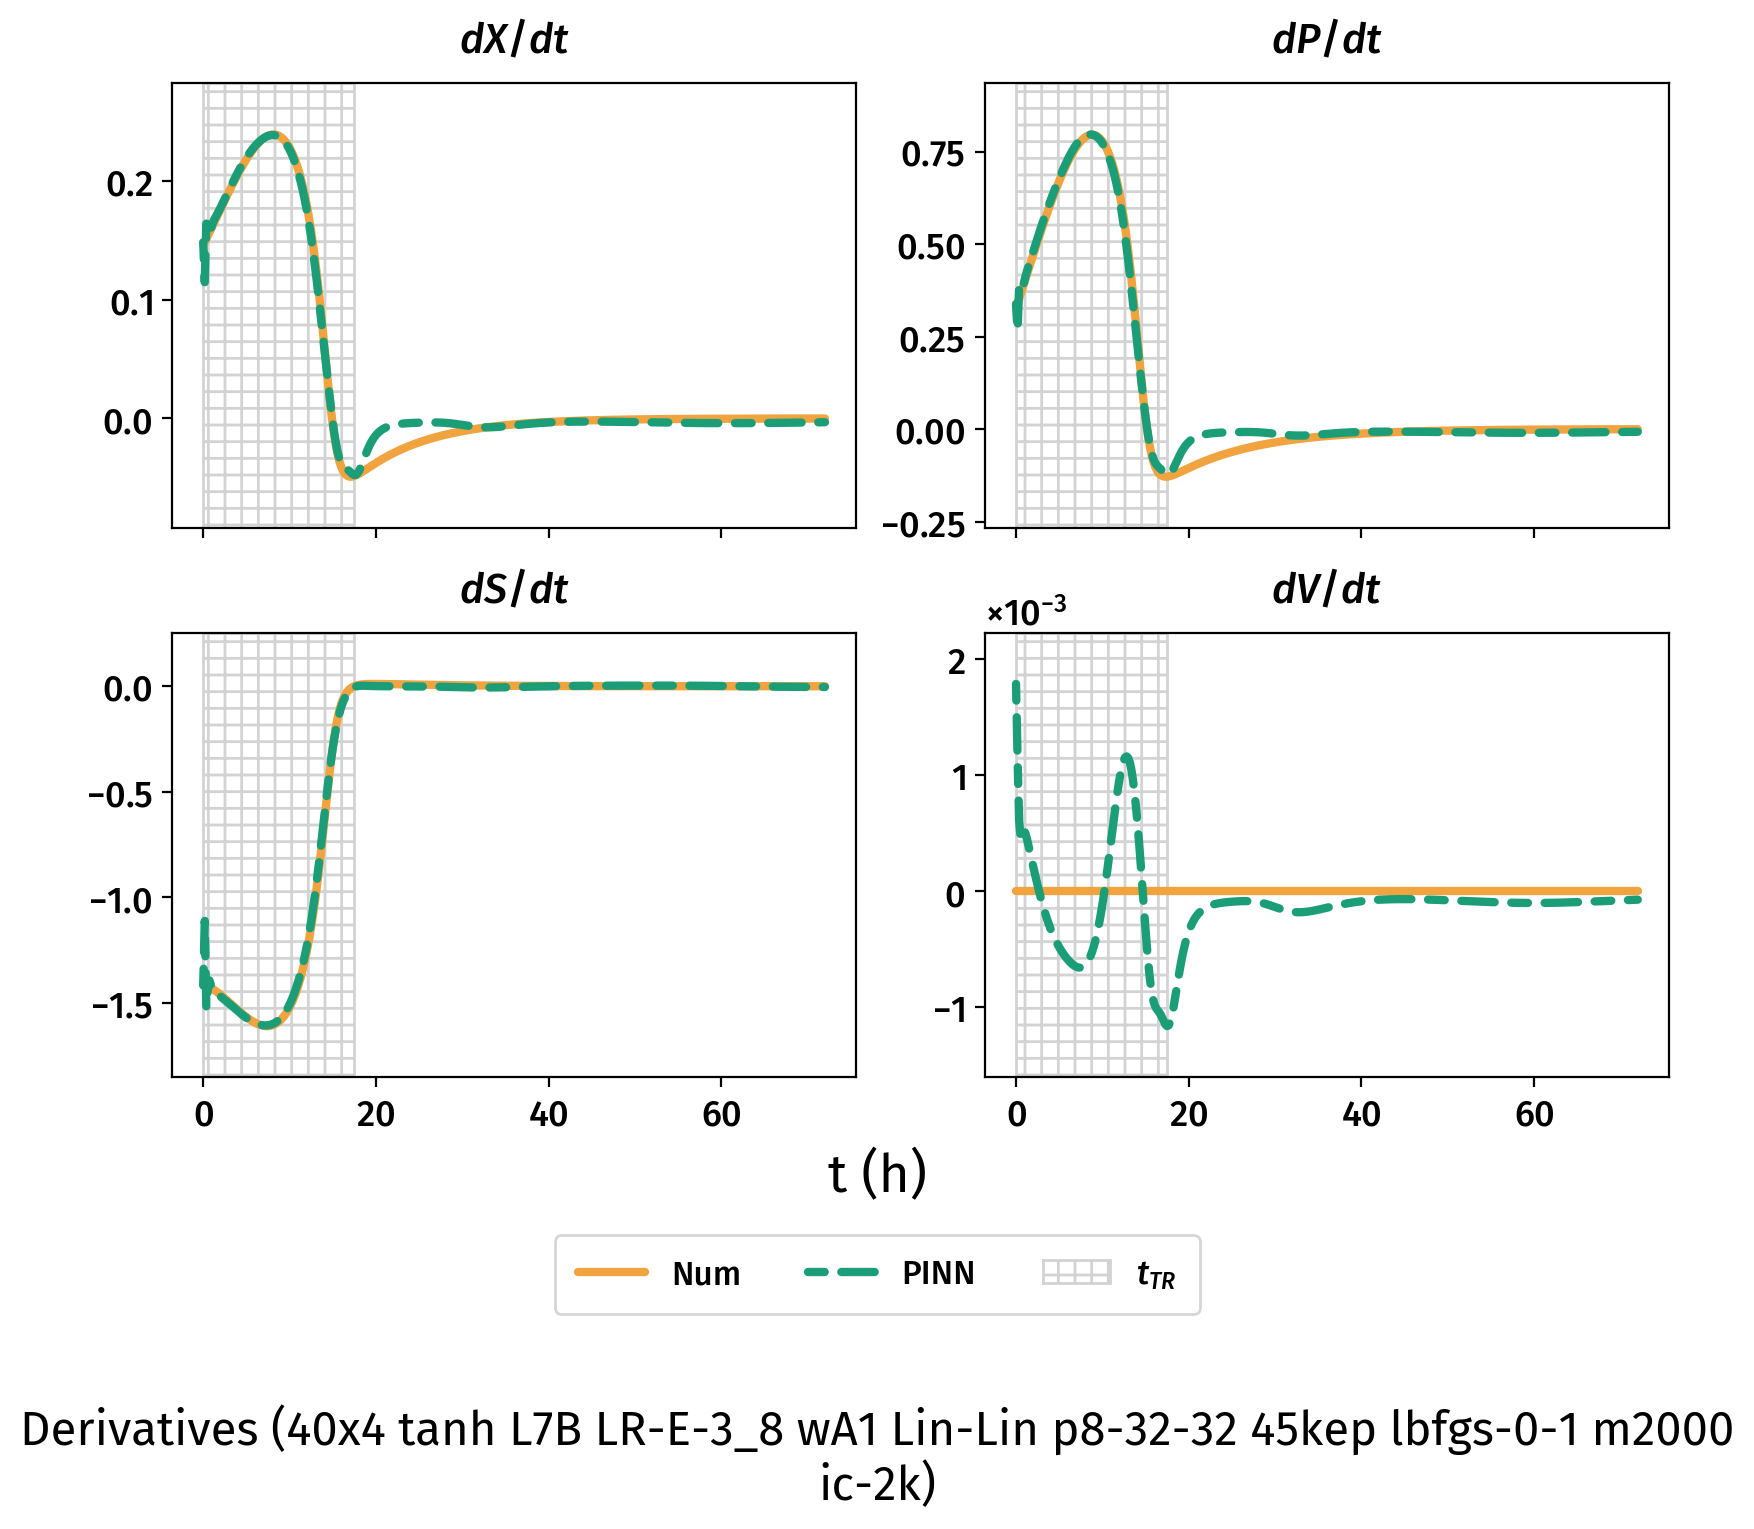 dX/dt
dP/dt
0.2
0.1
0.0
0.75
0.50
0.25
0.00
−0.25
dS/dt
dV/dt
×10⁻³
0.0
−0.5
−1.0
−1.5
2
1
0
−1
0 20 40 60
0 20 40 60
t (h)
Num PINN t_TR
Derivatives (40x4 tanh L7B LR-E-3_8 wA1 Lin-Lin p8-32-32 45kep lbfgs-0-1 m2000
ic-2k)